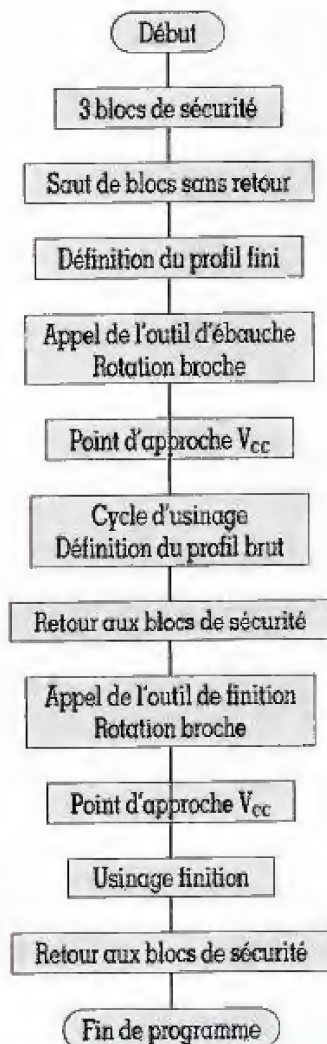 Début
3 blocs de sécurité
Saut de blocs sans retour
Définition du profil fini
Appel de l'outil d'ébauche
Rotation broche
Point d'approche Vcc
Cycle d'usinage
Définition du profil brut
Retour aux blocs de sécurité
Appel de l'outil de finition
Rotation broche
Point d'approche Vcc
Usinage finition
Retour aux blocs de sécurité
Fin de programme